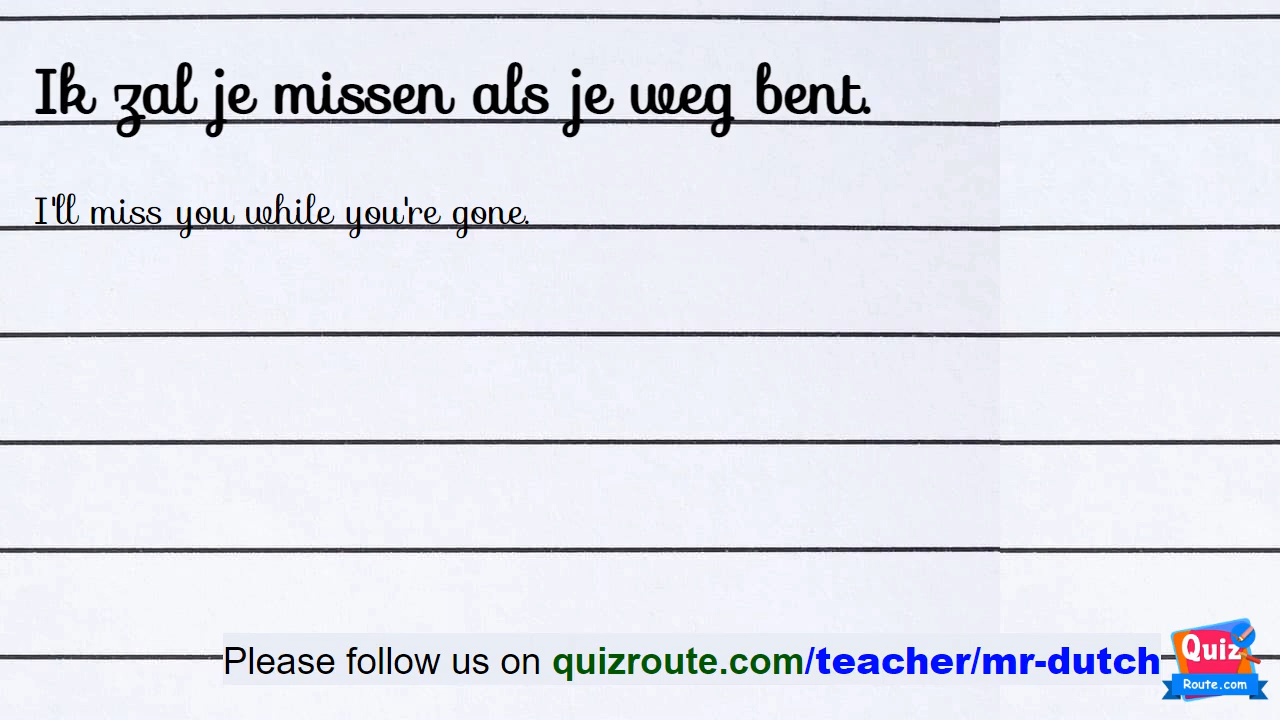 Ik zal je missen als je weg bent.
I'll miss you while you're gone.
Please follow us on quizroute.com/teacher/mr-dutch
Quiz
Route.com